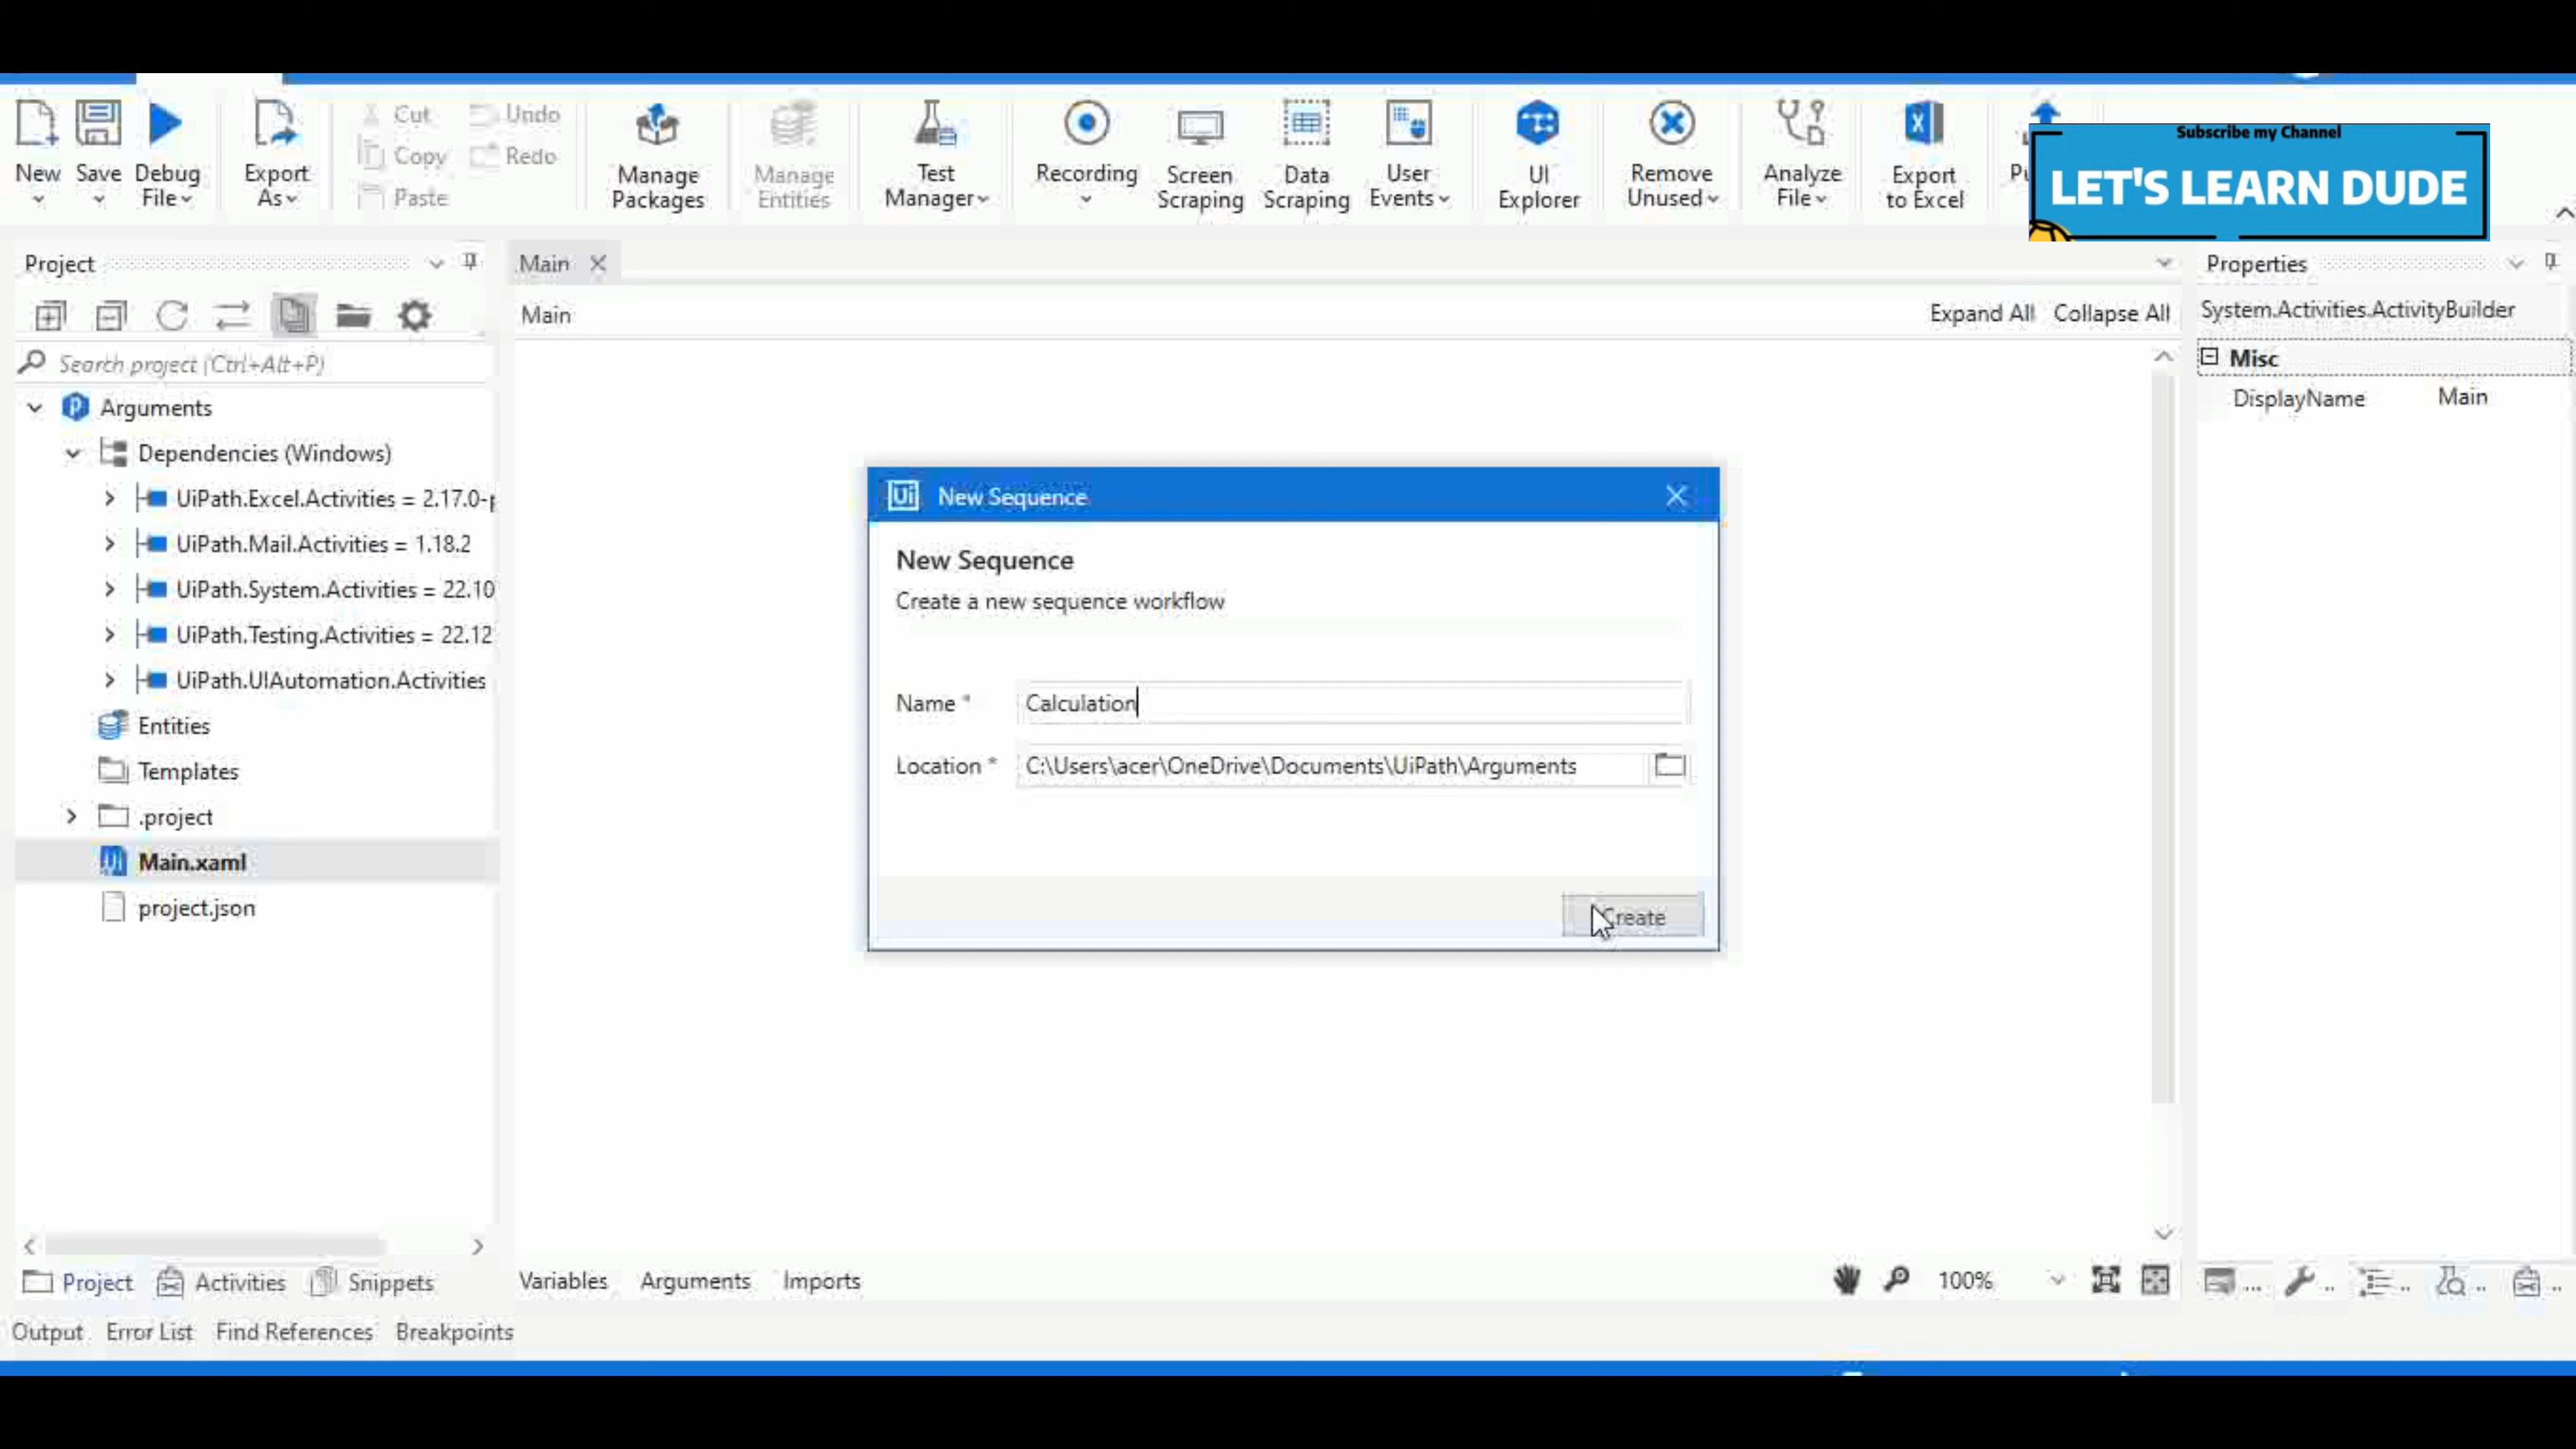 Subscribe my Channel
LET'S LEARN DUDE
New
Save
Debug
File
Export
As
Cut
Copy
Paste
Undo
Redo
Manage
Packages
Manage
Entities
Test
Manager
Recording
Screen
Scraping
Data
Scraping
User
Events
UI
Explorer
Remove
Unused
Analyze
File
Export
to Excel
Project
Search project (Ctrl+Alt+P)
Arguments
Dependencies (Windows)
UiPath.Excel.Activities = 2.17.0-p
UiPath.Mail.Activities = 1.18.2
UiPath.System.Activities = 22.10
UiPath.Testing.Activities = 22.12
UiPath.UIAutomation.Activities
Entities
Templates
.project
Main.xaml
project.json
Project
Activities
Snippets
Main
Main
Expand All
Collapse All
Ui New Sequence
New Sequence
Create a new sequence workflow
Name * Calculation
Location * C:\Users\acer\OneDrive\Documents\UiPath\Arguments
Create
Variables
Arguments
Imports
100%
Properties
System.Activities.ActivityBuilder
Misc
DisplayName Main
Output
Error List
Find References
Breakpoints